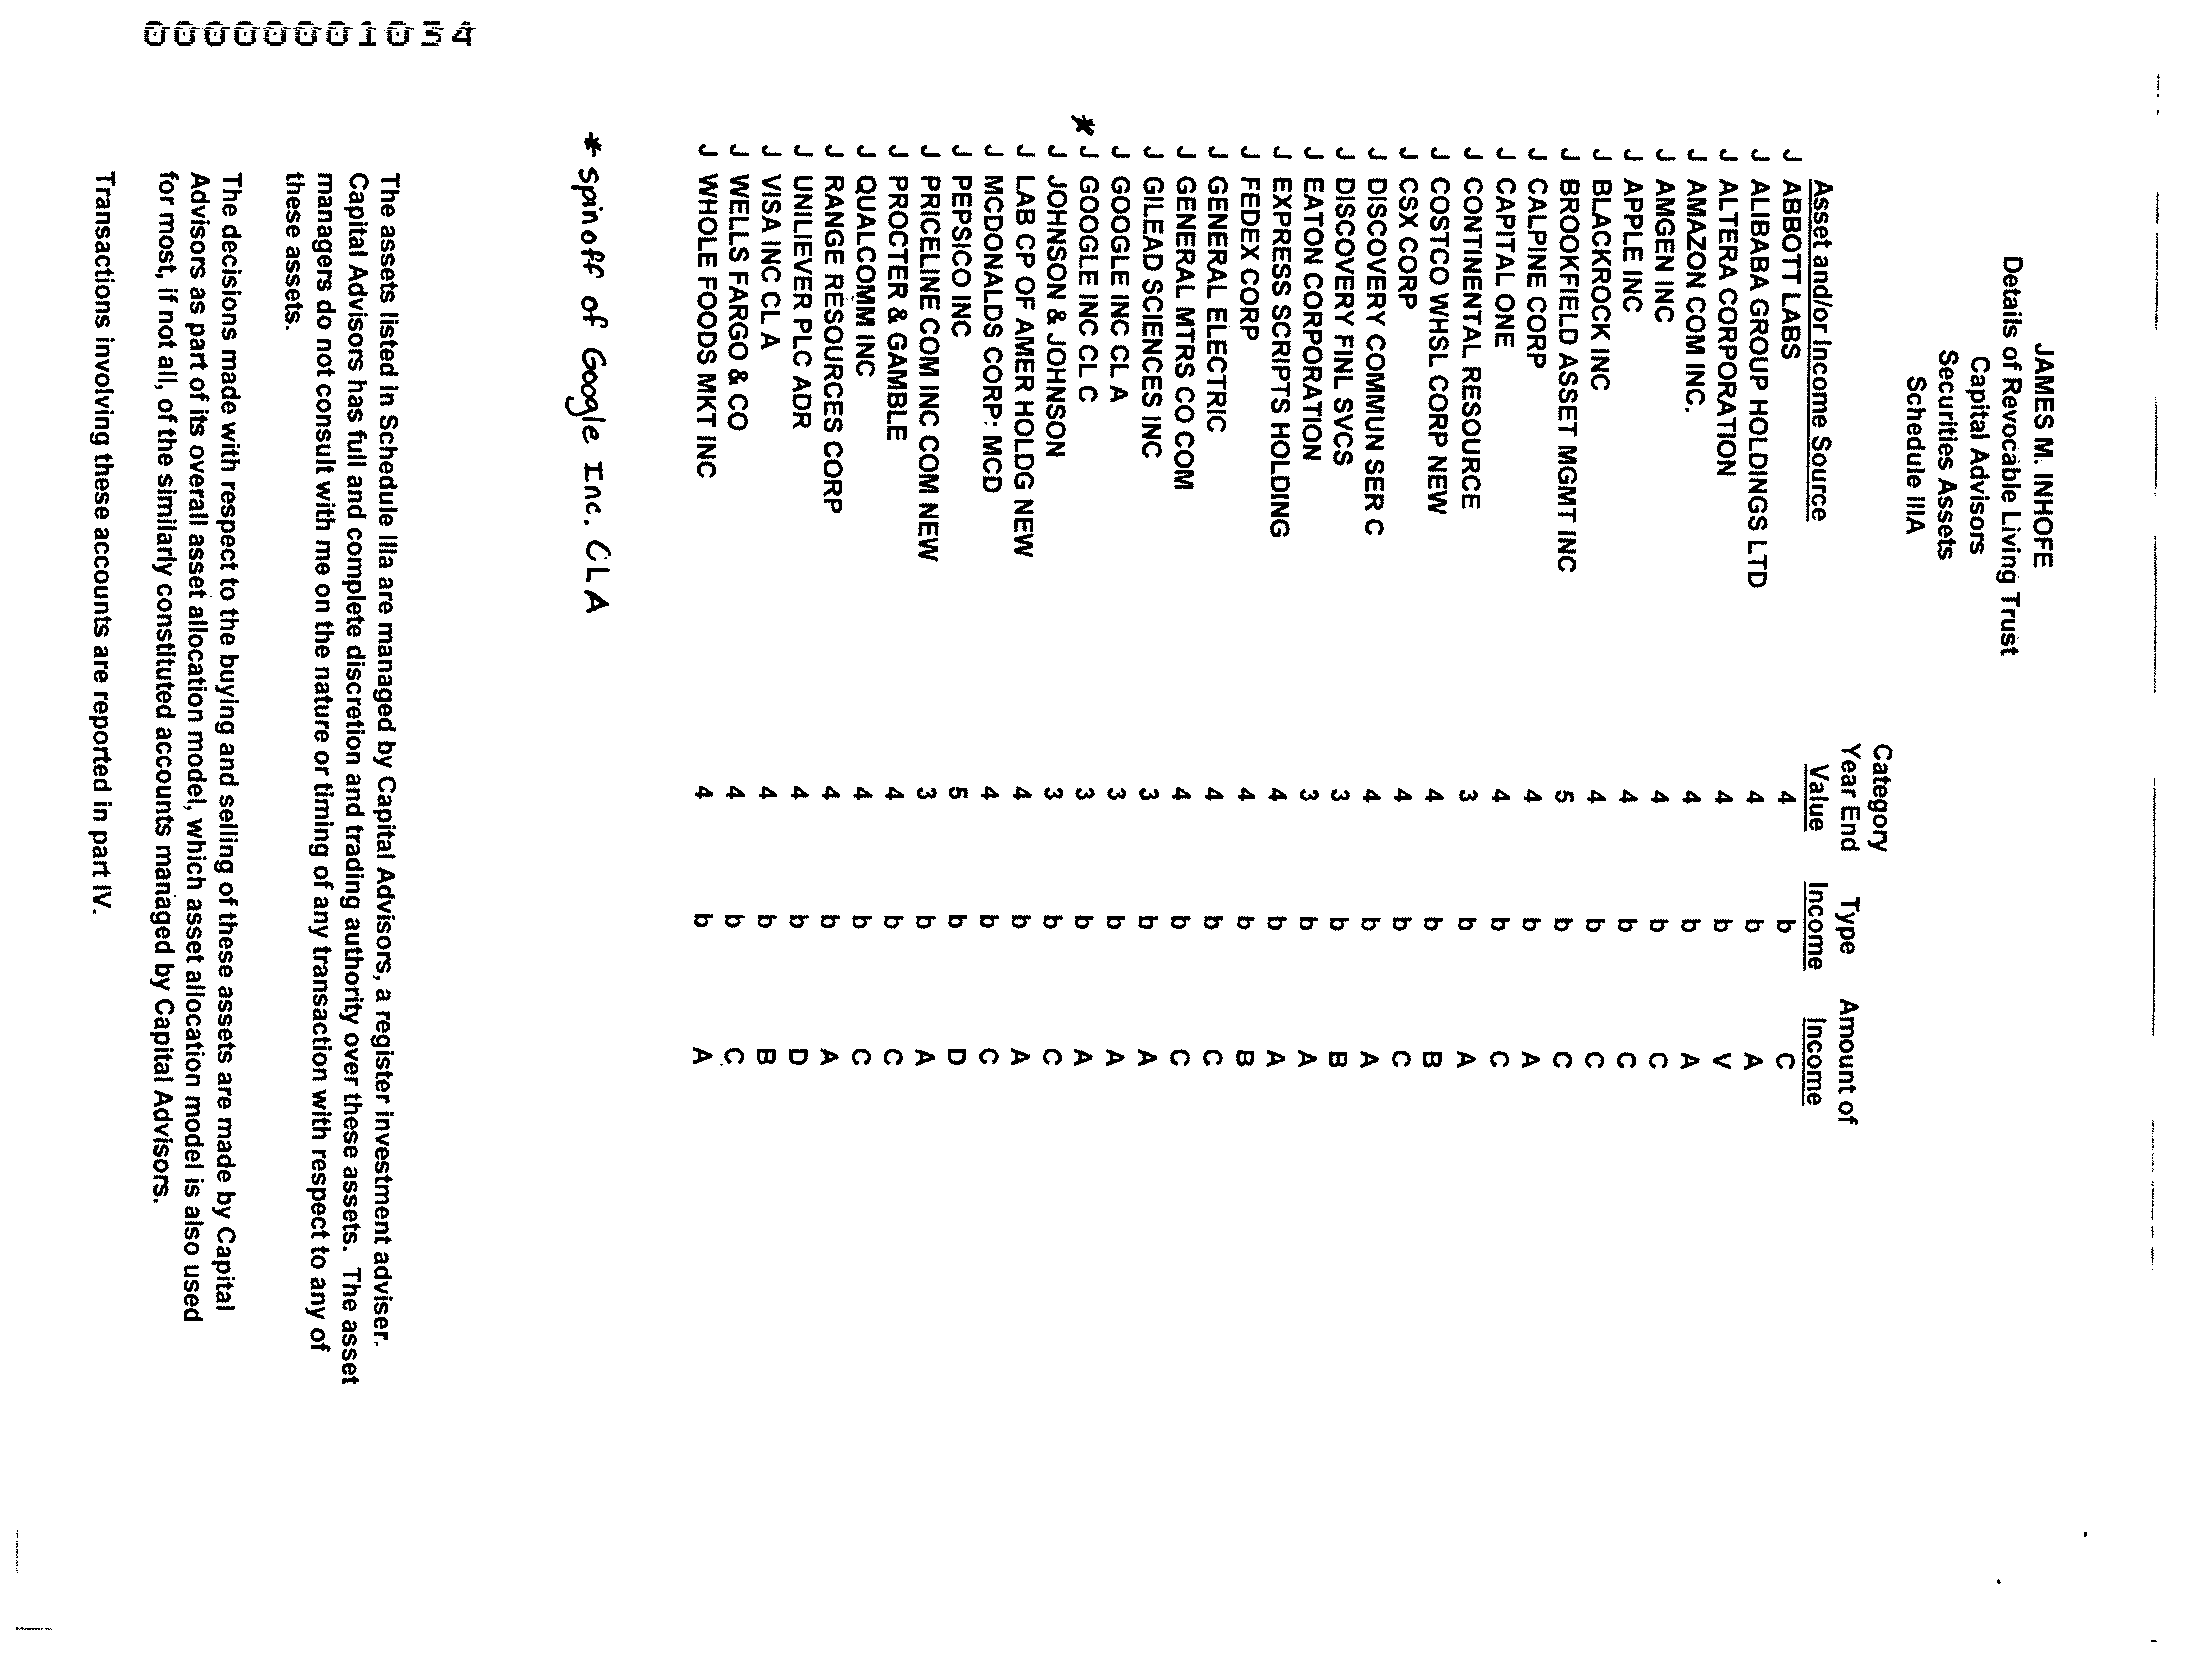 JAMES M. INHOFE
Details of Revocable Living Trust
Capital Advisors
Securities Assets
Schedule IIIA
Category
Year End Type Amount of
Asset and/or Income Source Value Income Income
J ABBOTT LABS 4 b C
J ALIBABA GROUP HOLDINGS LTD 4 b A
J ALTERA CORPORATION 4 b V
J AMAZON COM INC. 4 b A
J AMGEN INC 4 b C
J APPLE INC 4 b C
J BLACKROCK INC 4 b C
J BROOKFIELD ASSET MGMT INC 5 b C
J CALPINE CORP 4 b A
J CAPITAL ONE 4 b C
J CONTINENTAL RESOURCE 3 b A
J COSTCO WHSL CORP NEW 4 b B
J CSX CORP 4 b C
J DISCOVERY COMMUN SER C 4 b A
J DISCOVERY FINL SVCS 3 b B
J EATON CORPORATION 3 b A
J EXPRESS SCRIPTS HOLDING 4 b A
J FEDEX CORP 4 b B
J GENERAL ELECTRIC 4 b C
J GENERAL MTRS CO COM 4 b C
J GILEAD SCIENCES INC 3 b A
J GOOGLE INC CL A 3 b A
* J GOOGLE INC CL C 3 b A
J JOHNSON & JOHNSON 3 b C
J LAB CP OF AMER HOLDG NEW 4 b A
J MCDONALDS CORP: MCD 4 b C
J PEPSICO INC 5 b D
J PRICELINE COM INC COM NEW 3 b A
J PROCTER & GAMBLE 4 b C
J QUALCOMM INC 4 b C
J RANGE RESOURCES CORP 4 b A
J UNILIEVER PLC ADR 4 b D
J VISA INC CL A 4 b B
J WELLS FARGO & CO 4 b C
J WHOLE FOODS MKT INC 4 b A
* spinoff of Google Inc. CL A
The assets listed in Schedule IIIa are managed by Capital Advisors, a register investment adviser.
Capital Advisors has full and complete discretion and trading authority over these assets. The asset
managers do not consult with me on the nature or timing of any transaction with respect to any of
these assets.
The decisions made with respect to the buying and selling of these assets are made by Capital
Advisors as part of its overall asset allocation model, which asset allocation model is also used
for most, if not all, of the similarly constituted accounts managed by Capital Advisors.
Transactions involving these accounts are reported in part IV.
00000001054